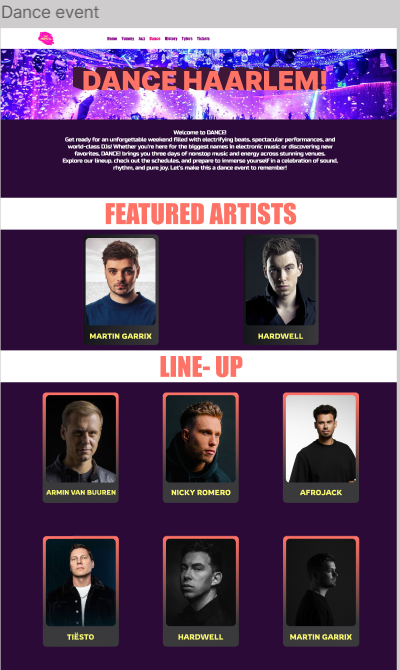 Dance event
Home Yummy Jazz Dance History Tylers Tickets
DANCE HAARLEM!
Welcome to DANCE!
Get ready for an unforgettable weekend filled with electrifying beats, spectacular performances, and
world-class DJs! Whether you're here for the biggest names in electronic music or discovering new
favorites, DANCE! brings you three days of nonstop music and energy across stunning venues.
Explore our lineup, check out the schedules, and prepare to immerse yourself in a celebration of sound,
rhythm, and pure joy. Let's make this a dance event to remember!
FEATURED ARTISTS
MARTIN GARRIX HARDWELL
LINE- UP
ARMIN VAN BUUREN NICKY ROMERO AFROJACK
TIËSTO HARDWELL MARTIN GARRIX